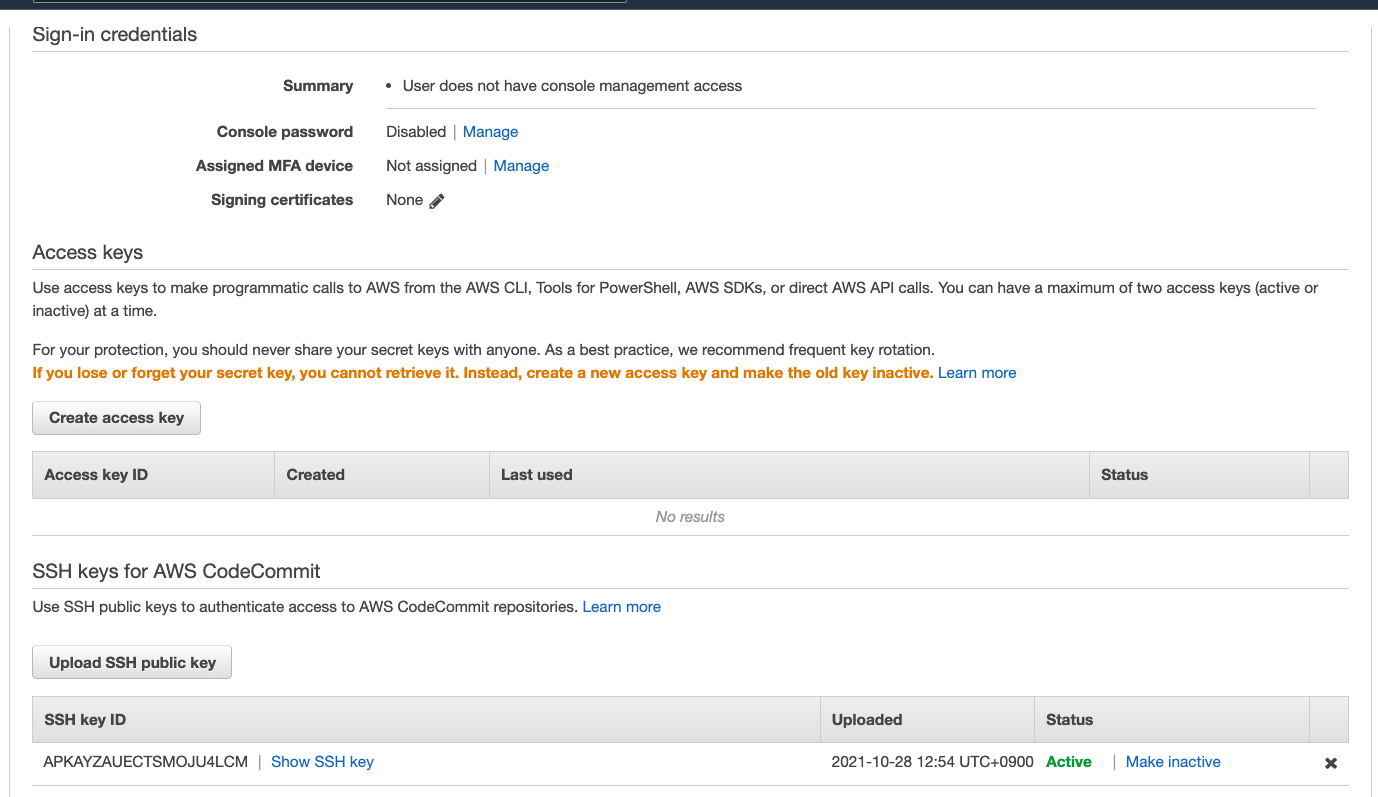 Sign-in credentials
Summary
• User does not have console management access
Console password Disabled | Manage
Assigned MFA device Not assigned | Manage
Signing certificates None
Access keys
Use access keys to make programmatic calls to AWS from the AWS CLI, Tools for PowerShell, AWS SDKs, or direct AWS API calls. You can have a maximum of two access keys (active or
inactive) at a time.
For your protection, you should never share your secret keys with anyone. As a best practice, we recommend frequent key rotation.
If you lose or forget your secret key, you cannot retrieve it. Instead, create a new access key and make the old key inactive. Learn more
Create access key
Access key ID Created Last used Status
No results
SSH keys for AWS CodeCommit
Use SSH public keys to authenticate access to AWS CodeCommit repositories. Learn more
Upload SSH public key
SSH key ID Uploaded Status
APKAYZAUECTSMOJU4LCM | Show SSH key 2021-10-28 12:54 UTC+0900 Active | Make inactive